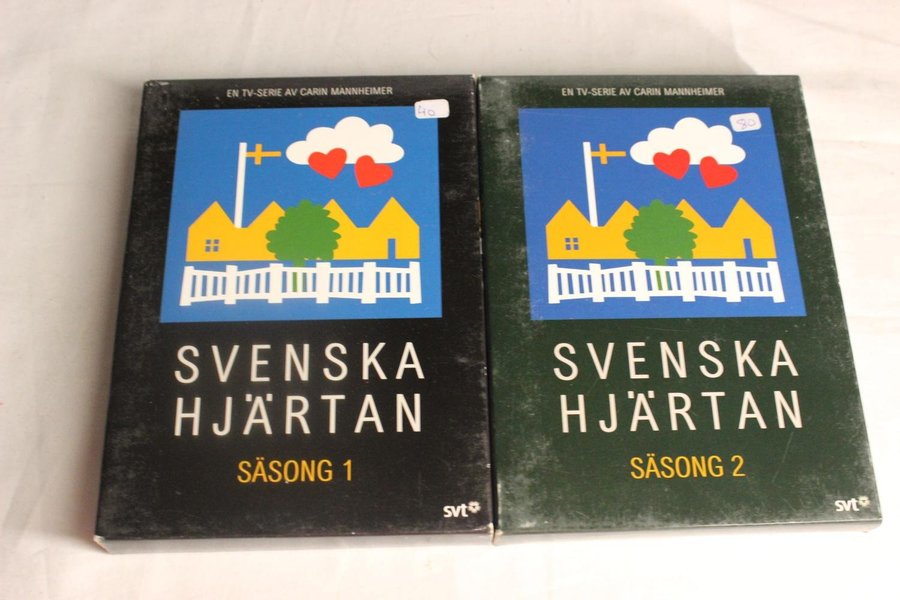 EN TV-SERIE AV CARIN MANNHEIMER
40
SVENSKA
HJÄRTAN
SÄSONG 1
svt
EN TV-SERIE AV CARIN MANNHEIMER
80
SVENSKA
HJÄRTAN
SÄSONG 2
svt